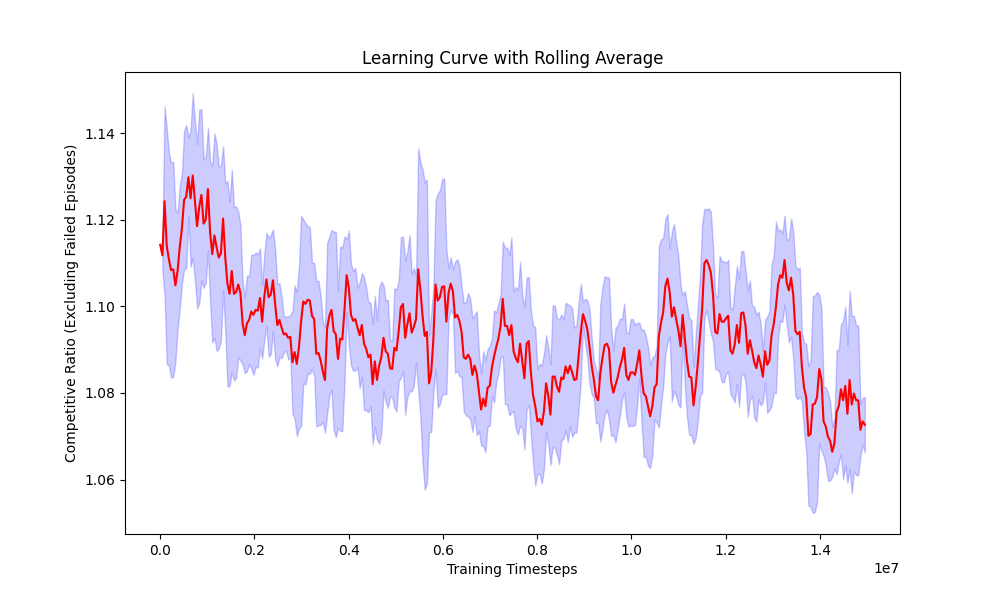 Learning Curve with Rolling Average
Competitive Ratio (Excluding Failed Episodes)
1.14
1.12
1.10
1.08
1.06
0.0 0.2 0.4 0.6 0.8 1.0 1.2 1.4
1e7
Training Timesteps